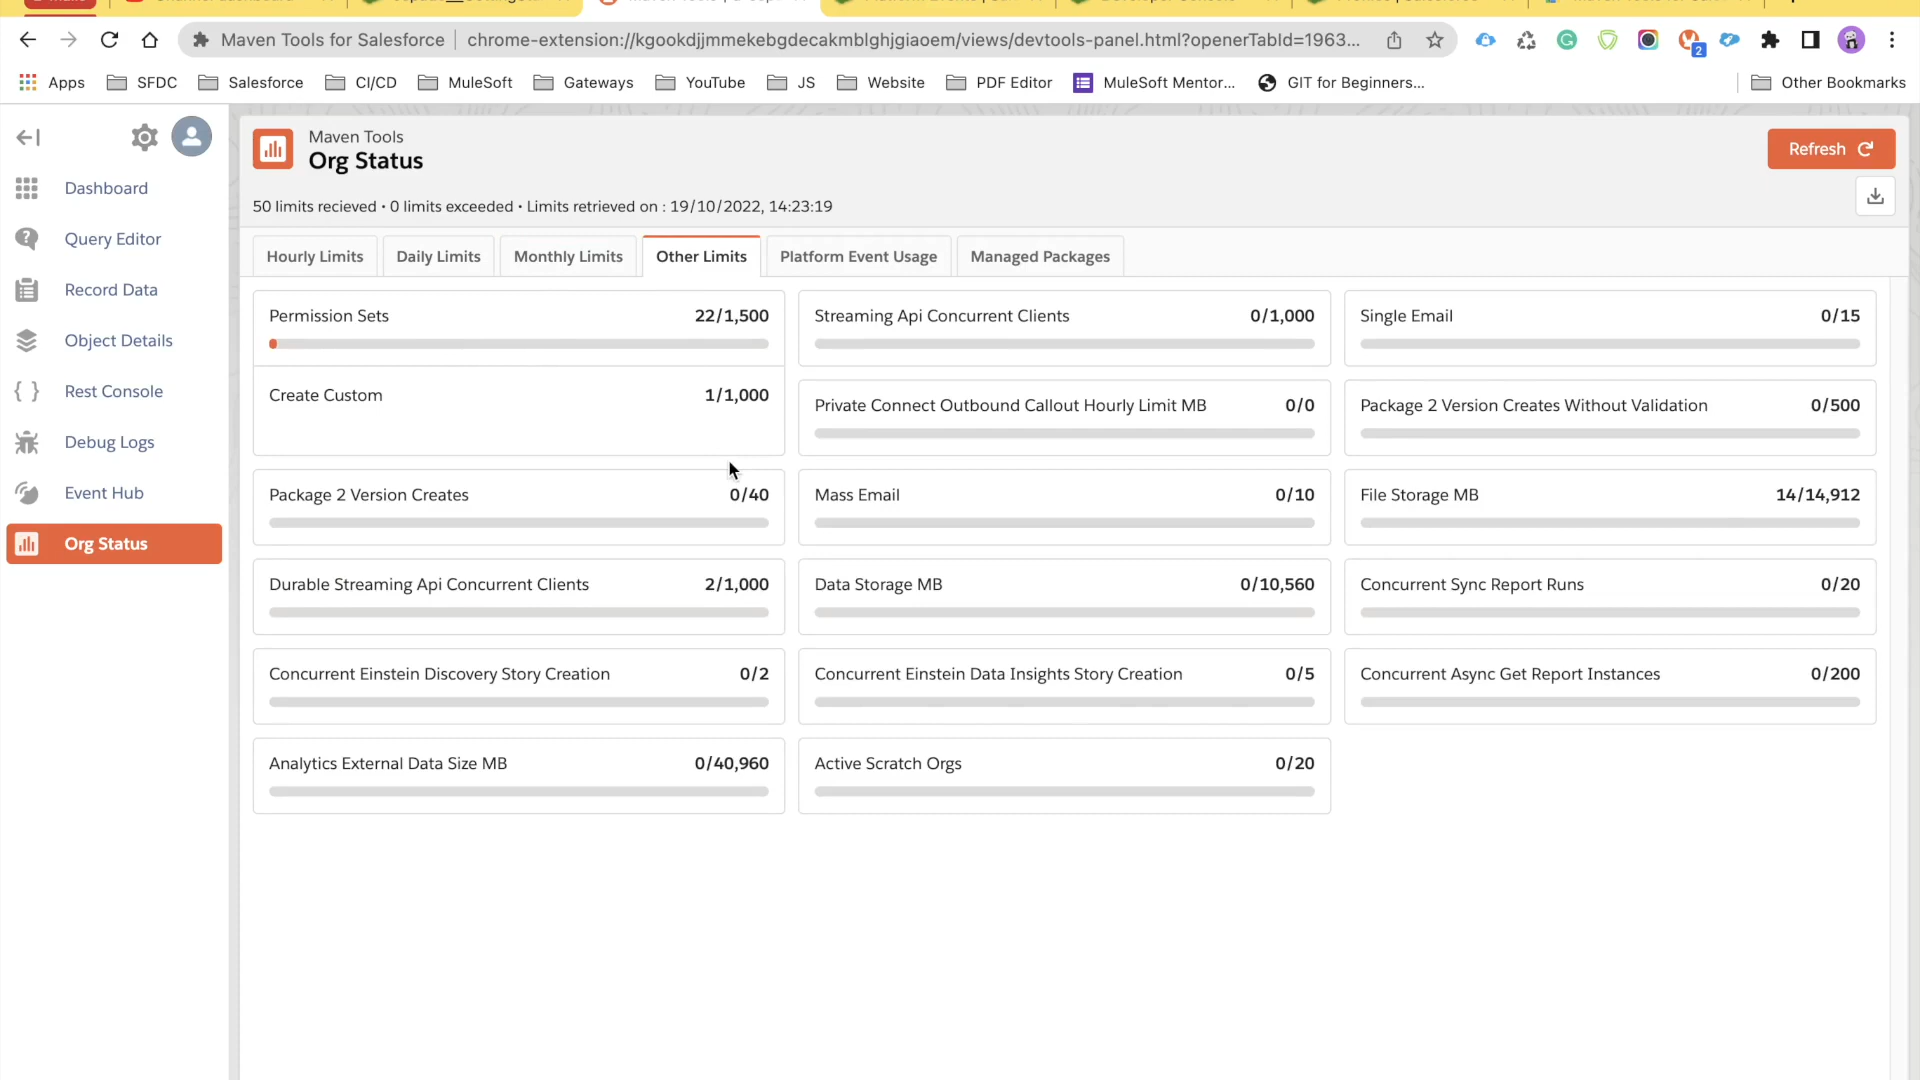 Maven Tools for Salesforce
chrome-extension://kgookdjjmmekebgdecakmblghjgiaoem/views/devtools-panel.html?openerTabId=1963...
2
Apps
SFDC
Salesforce
CI/CD
MuleSoft
Gateways
YouTube
JS
Website
PDF Editor
MuleSoft Mentor...
GIT for Beginners...
Other Bookmarks
Dashboard
Query Editor
Record Data
Object Details
Rest Console
Debug Logs
Event Hub
Org Status
Maven Tools
Org Status
Refresh
50 limits recieved • 0 limits exceeded • Limits retrieved on : 19/10/2022, 14:23:19
Hourly Limits
Daily Limits
Monthly Limits
Other Limits
Platform Event Usage
Managed Packages
Permission Sets 22/1,500
Streaming Api Concurrent Clients 0/1,000
Single Email 0/15
Create Custom 1/1,000
Private Connect Outbound Callout Hourly Limit MB 0/0
Package 2 Version Creates Without Validation 0/500
Package 2 Version Creates 0/40
Mass Email 0/10
File Storage MB 14/14,912
Durable Streaming Api Concurrent Clients 2/1,000
Data Storage MB 0/10,560
Concurrent Sync Report Runs 0/20
Concurrent Einstein Discovery Story Creation 0/2
Concurrent Einstein Data Insights Story Creation 0/5
Concurrent Async Get Report Instances 0/200
Analytics External Data Size MB 0/40,960
Active Scratch Orgs 0/20